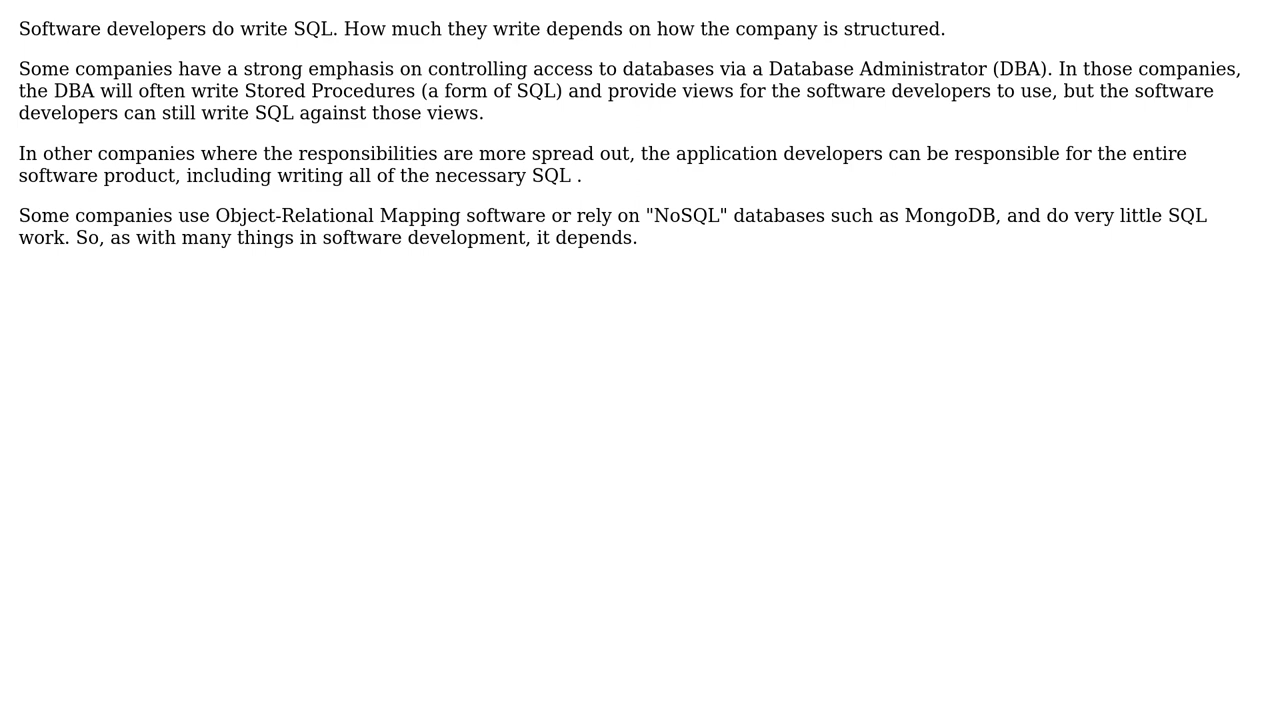 Software developers do write SQL. How much they write depends on how the company is structured.
Some companies have a strong emphasis on controlling access to databases via a Database Administrator (DBA). In those companies,
the DBA will often write Stored Procedures (a form of SQL) and provide views for the software developers to use, but the software
developers can still write SQL against those views.
In other companies where the responsibilities are more spread out, the application developers can be responsible for the entire
software product, including writing all of the necessary SQL .
Some companies use Object-Relational Mapping software or rely on "NoSQL" databases such as MongoDB, and do very little SQL
work. So, as with many things in software development, it depends.